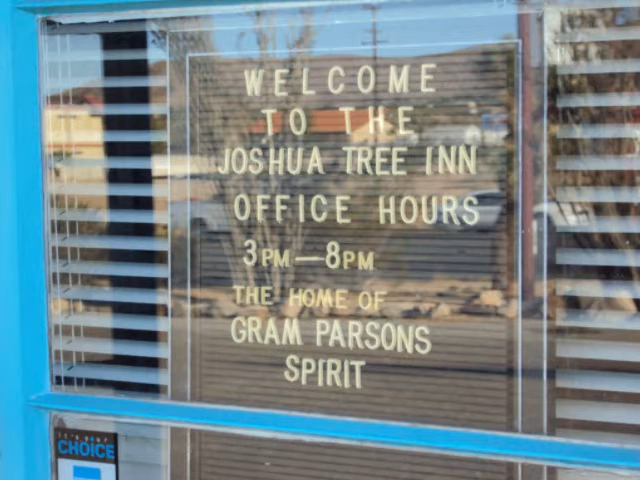 WELCOME
TO THE
JOSHUA TREE INN
OFFICE HOURS
3PM—8PM
THE HOME OF
GRAM PARSONS
SPIRIT
CHOICE